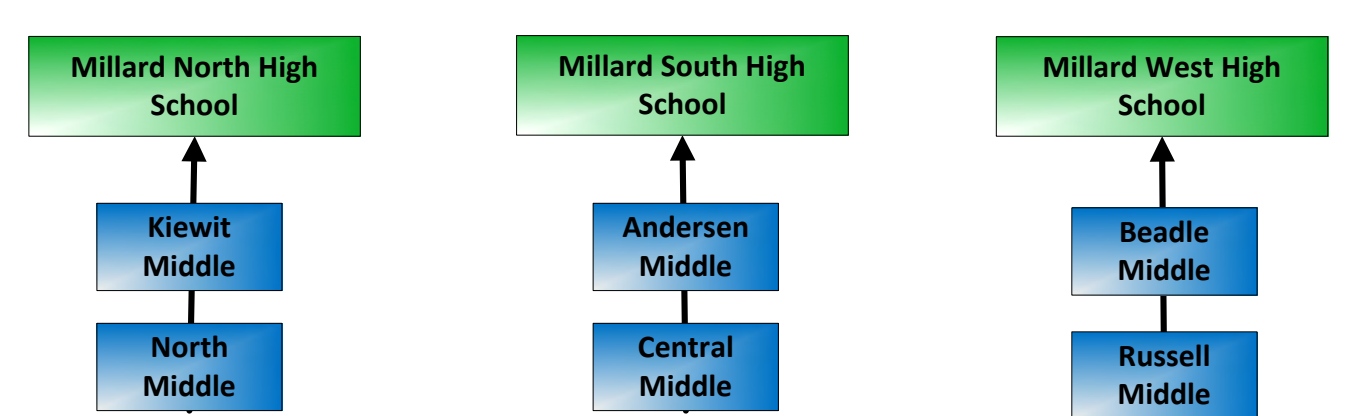 Millard North High
School
Millard South High
School
Millard West High
School
Kiewit
Middle
Andersen
Middle
Beadle
Middle
North
Middle
Central
Middle
Russell
Middle